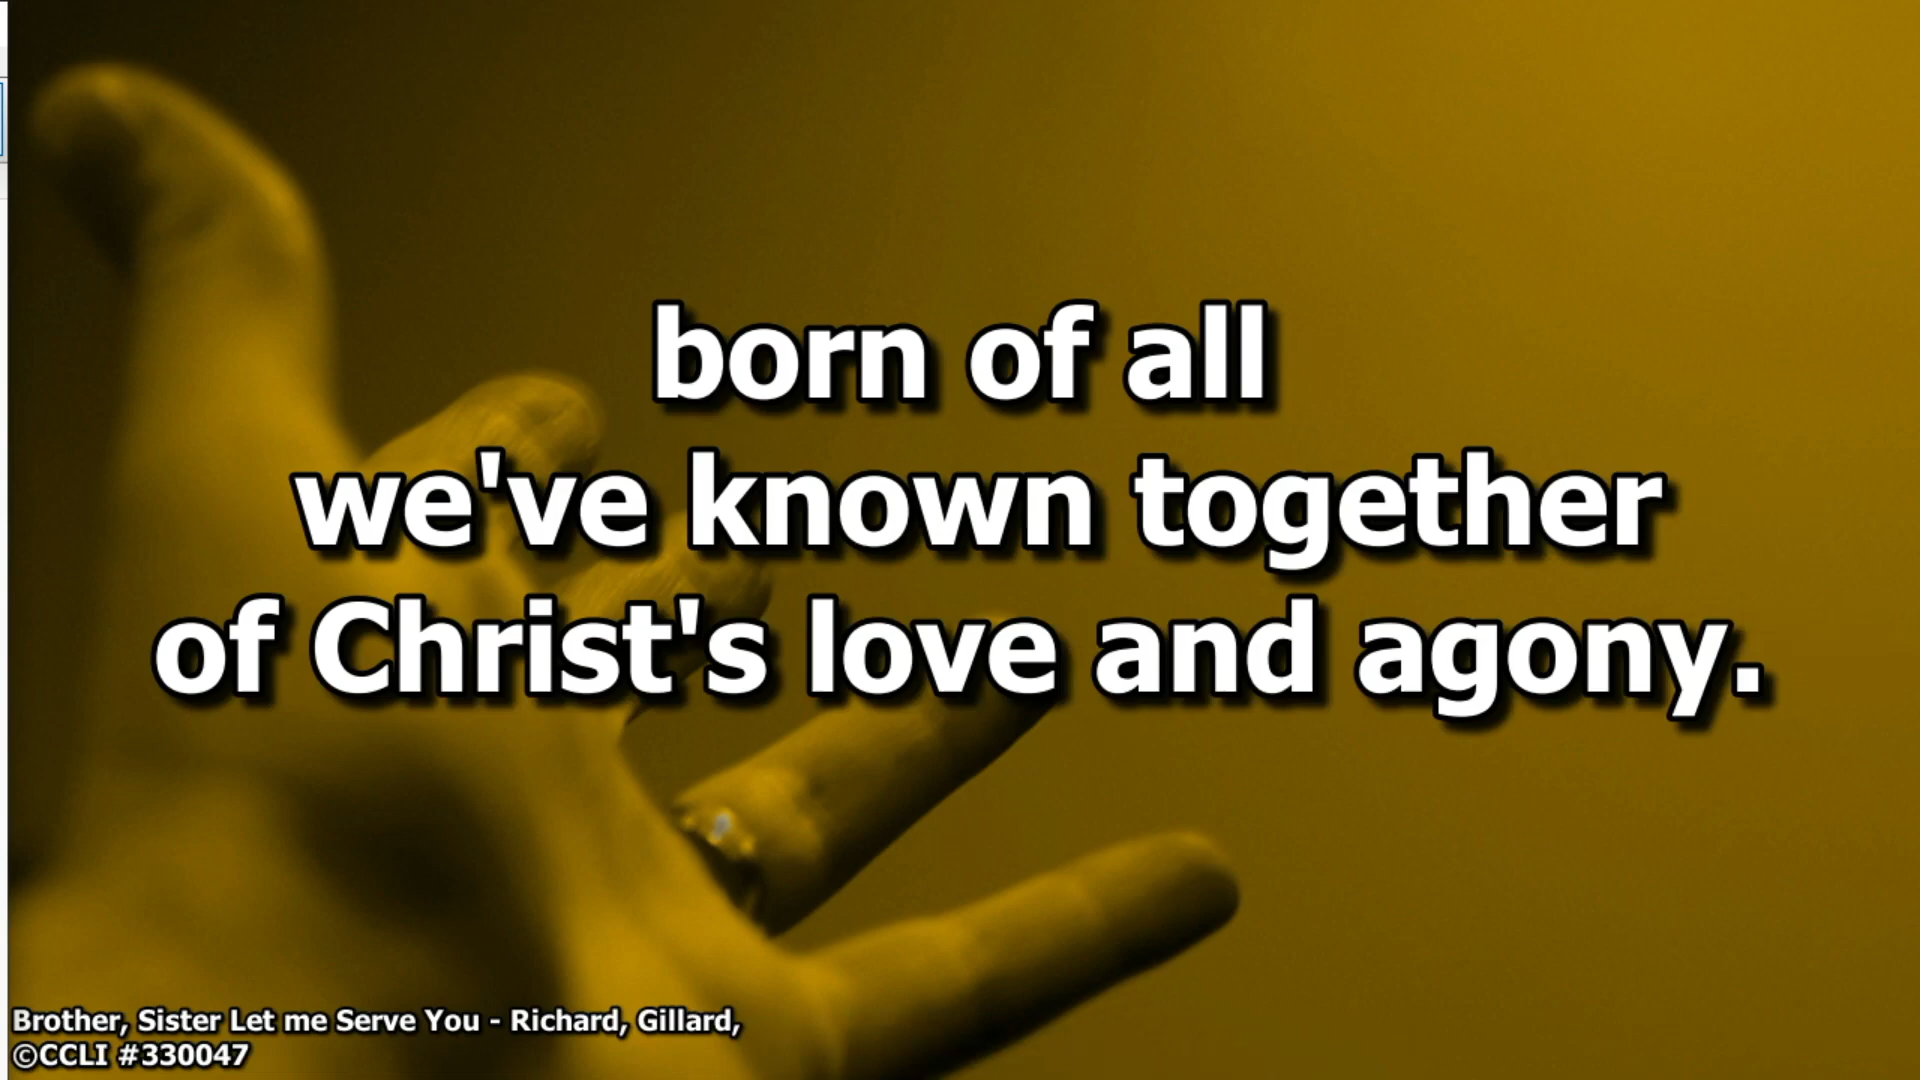 born of all
we've known together
of Christ's love and agony.
Brother, Sister Let me Serve You - Richard, Gillard,
©CCLI #330047